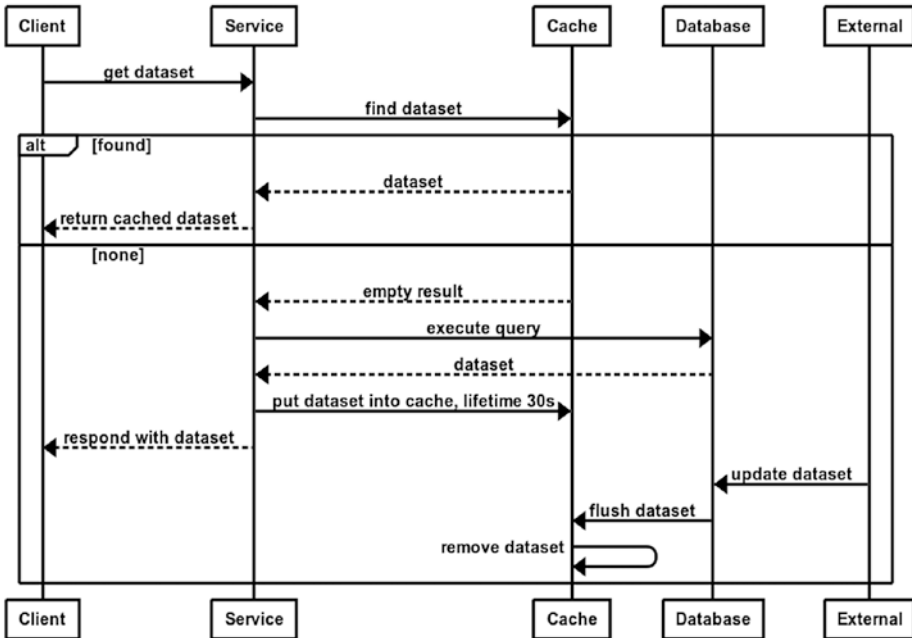 Client Service Cache Database External
get dataset
find dataset
alt [found]
dataset
return cached dataset
[none]
empty result
execute query
dataset
put dataset into cache, lifetime 30s
respond with dataset
update dataset
flush dataset
remove dataset
Client Service Cache Database External